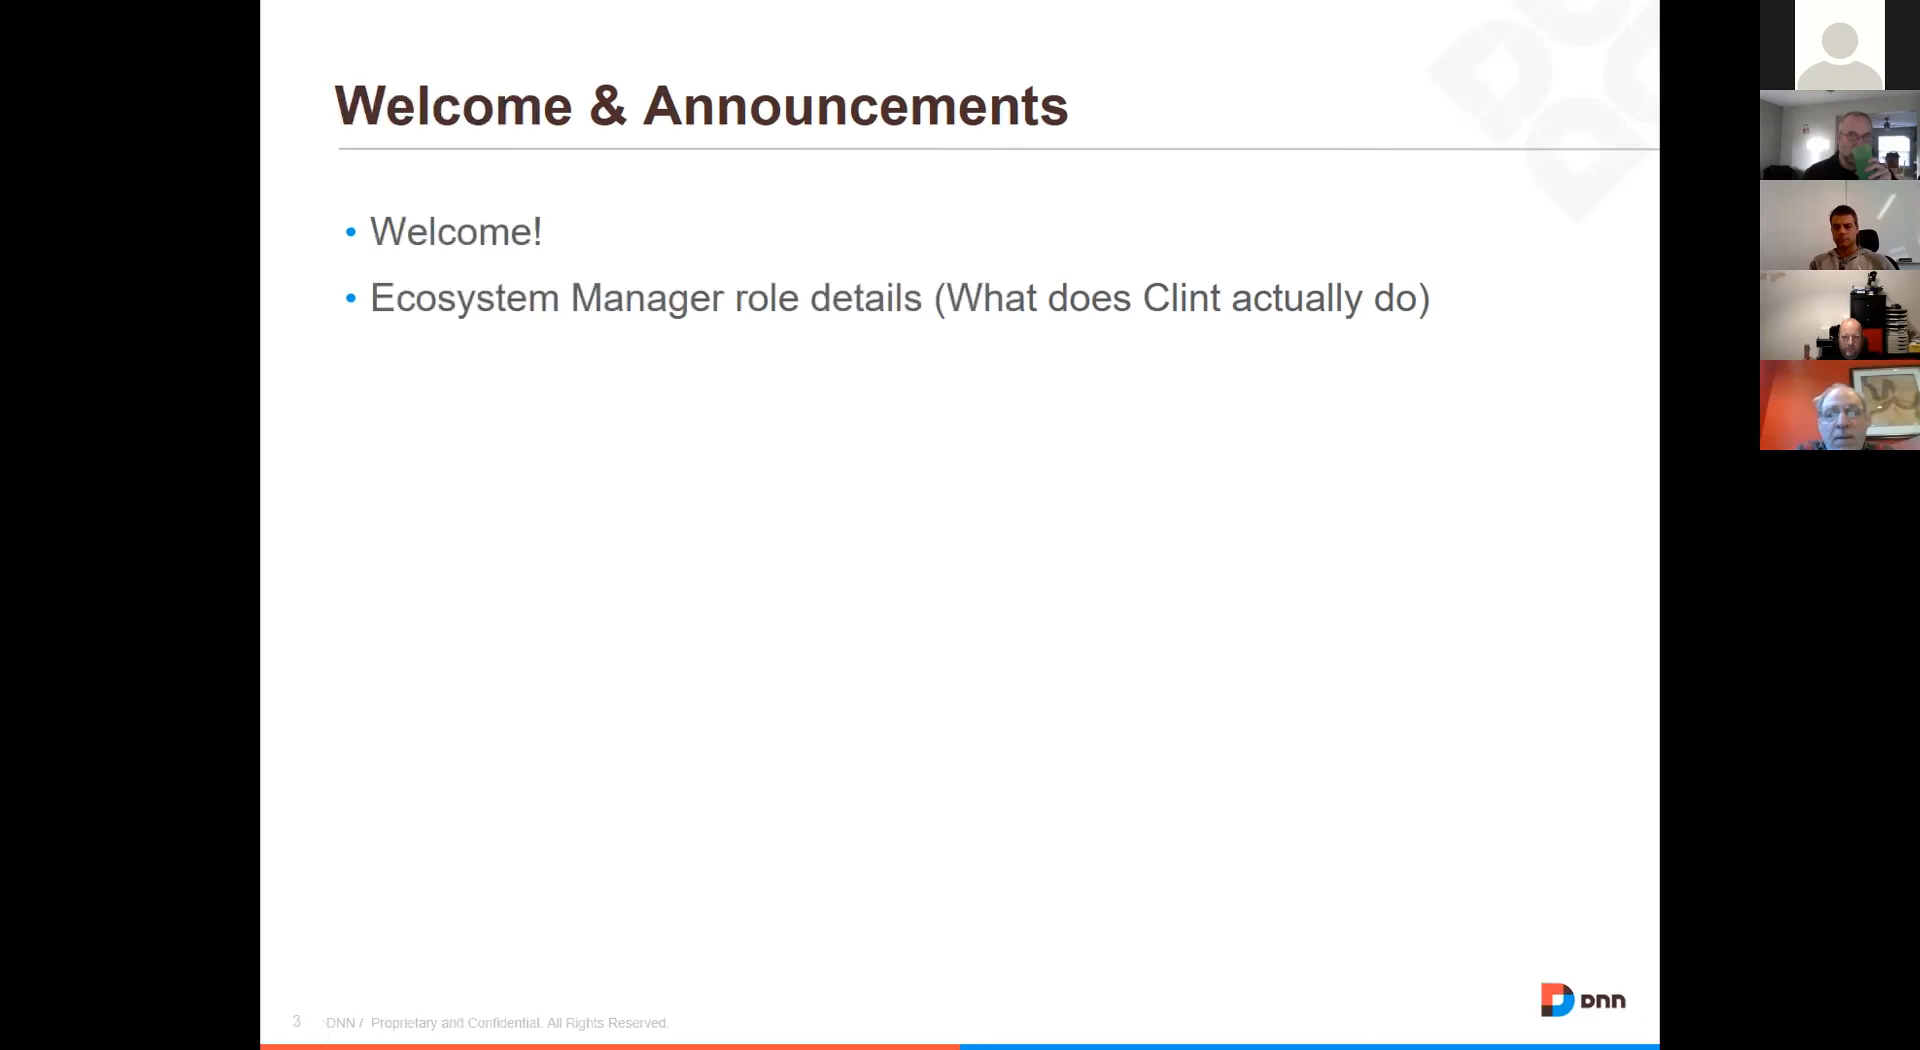 Welcome & Announcements
• Welcome!
• Ecosystem Manager role details (What does Clint actually do)
3 DNN / Proprietary and Confidential. All Rights Reserved.
DNN